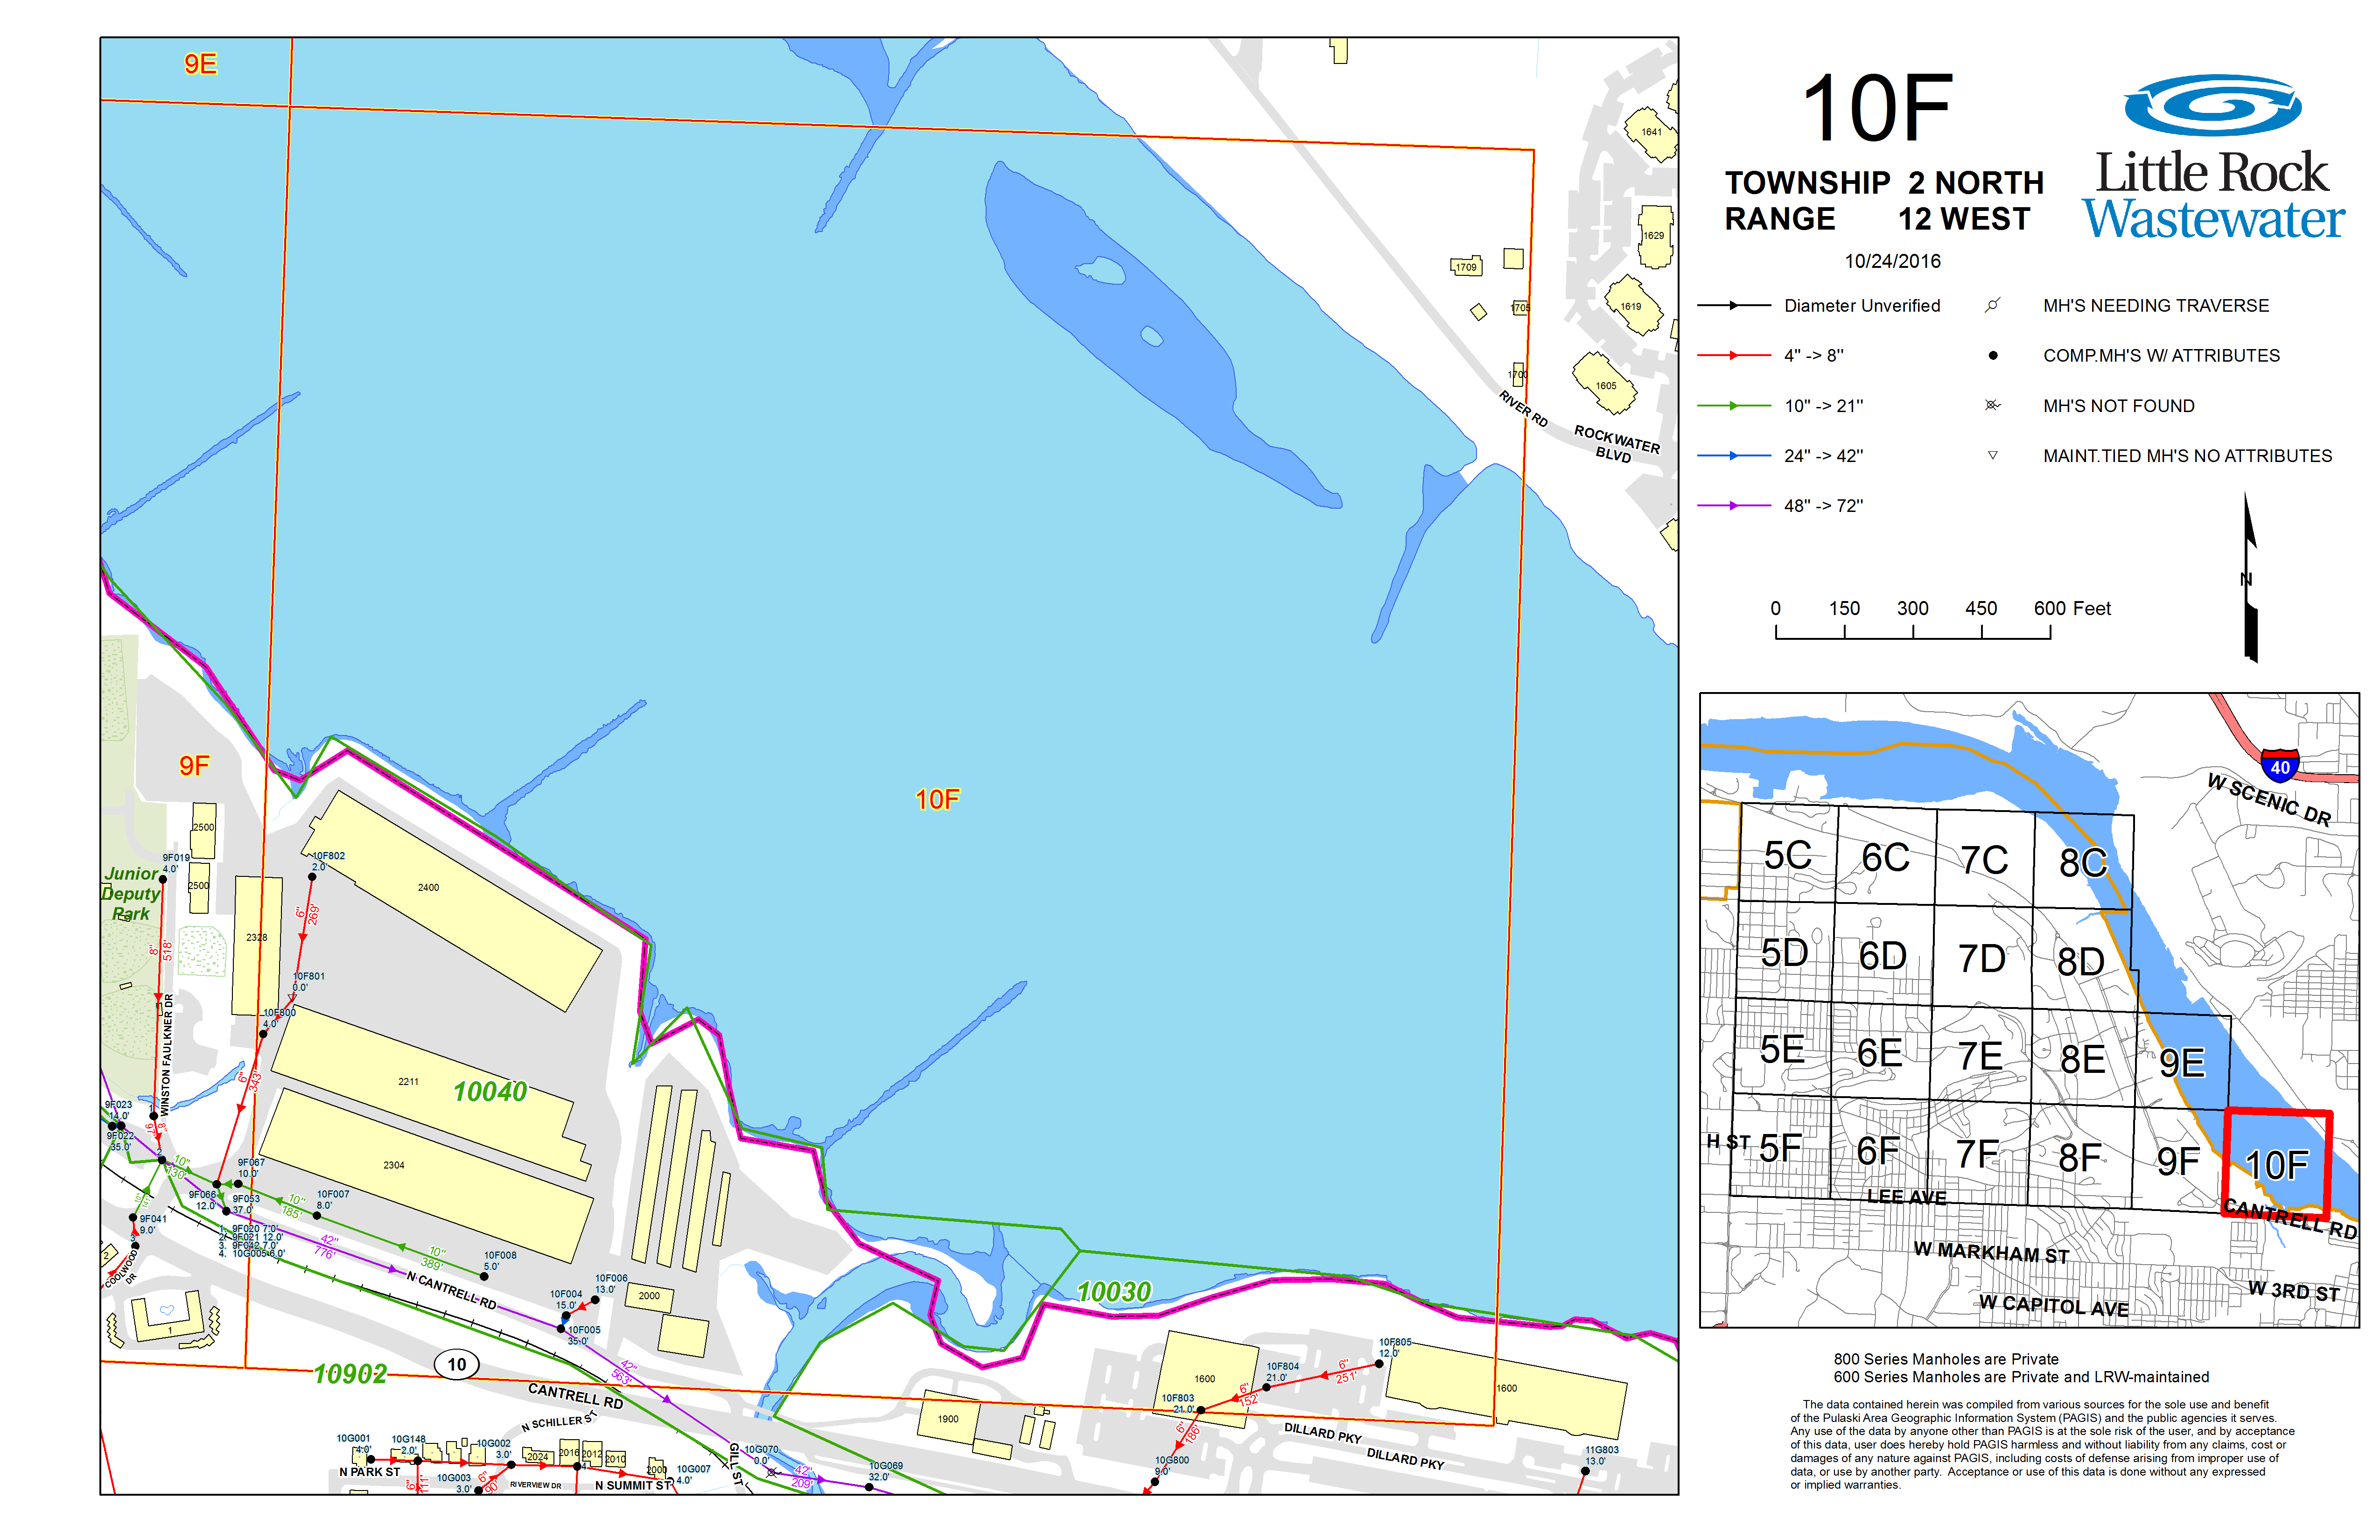 10F
TOWNSHIP 2 NORTH
RANGE 12 WEST
10/24/2016
Little Rock
Wastewater
Diameter Unverified
4" -> 8"
10" -> 21"
24" -> 42"
48" -> 72"
MH'S NEEDING TRAVERSE
COMP.MH'S W/ ATTRIBUTES
MH'S NOT FOUND
MAINT.TIED MH'S NO ATTRIBUTES
N
0 150 300 450 600 Feet
9E
1641
1629
1709
1705
1619
1700
1605
RIVER RD
ROCKWATER
BLVD
9F
10F
2500
9F019
4.0'
2500
Junior
Deputy
Park
10F802
2.0'
2400
6"
269'
2328
8"
518'
10F801
0.0'
10F800
4.0'
WINSTON FAULKNER DR
6"
343'
2211
10040
9F023
14.0'
9F022
35.0'
1
97'
8"
2
10"
130'
9F067
10.0'
2304
9F066
12.0'
9F053
37.0'
10"
185'
10F007
8.0'
9F041
9.0'
1. 9F020 7.0'
2. 9F021 12.0'
3. 9F042 7.0'
4. 10G005 6.0'
42"
776'
10"
389'
10F008
5.0'
3
2
COOLWOOD
DR
N CANTRELL RD
10F006
13.0'
10F004
15.0'
10F005
35.0'
2000
1
10030
10902
10
42"
563'
CANTRELL RD
1600
10F805
12.0'
10F804
21.0'
6"
251'
6"
152'
10F803
21.0'
1600
1900
6"
186'
DILLARD PKY
DILLARD PKY
N SCHILLER ST
GILL ST
10G001
4.0'
10G148
2.0'
10G002
3.0'
2024
2016
2012
2010
2000
4
10G007
4.0'
N PARK ST
10G003
3.0'
6"
111'
6"
90'
RIVERVIEW DR
N SUMMIT ST
10G070
0.0'
42"
209'
10G069
32.0'
10G800
9.0'
11G803
13.0'
40
W SCENIC DR
5C 6C 7C 8C
5D 6D 7D 8D
5E 6E 7E 8E 9E
5F 6F 7F 8F 9F 10F
H ST
LEE AVE
CANTRELL RD
W MARKHAM ST
W 3RD ST
W CAPITOL AVE
800 Series Manholes are Private
600 Series Manholes are Private and LRW-maintained
The data contained herein was compiled from various sources for the sole use and benefit
of the Pulaski Area Geographic Information System (PAGIS) and the public agencies it serves.
Any use of the data by anyone other than PAGIS is at the sole risk of the user, and by acceptance
of this data, user does hereby hold PAGIS harmless and without liability from any claims, cost or
damages of any nature against PAGIS, including costs of defense arising from improper use of
data, or use by another party. Acceptance or use of this data is done without any expressed
or implied warranties.